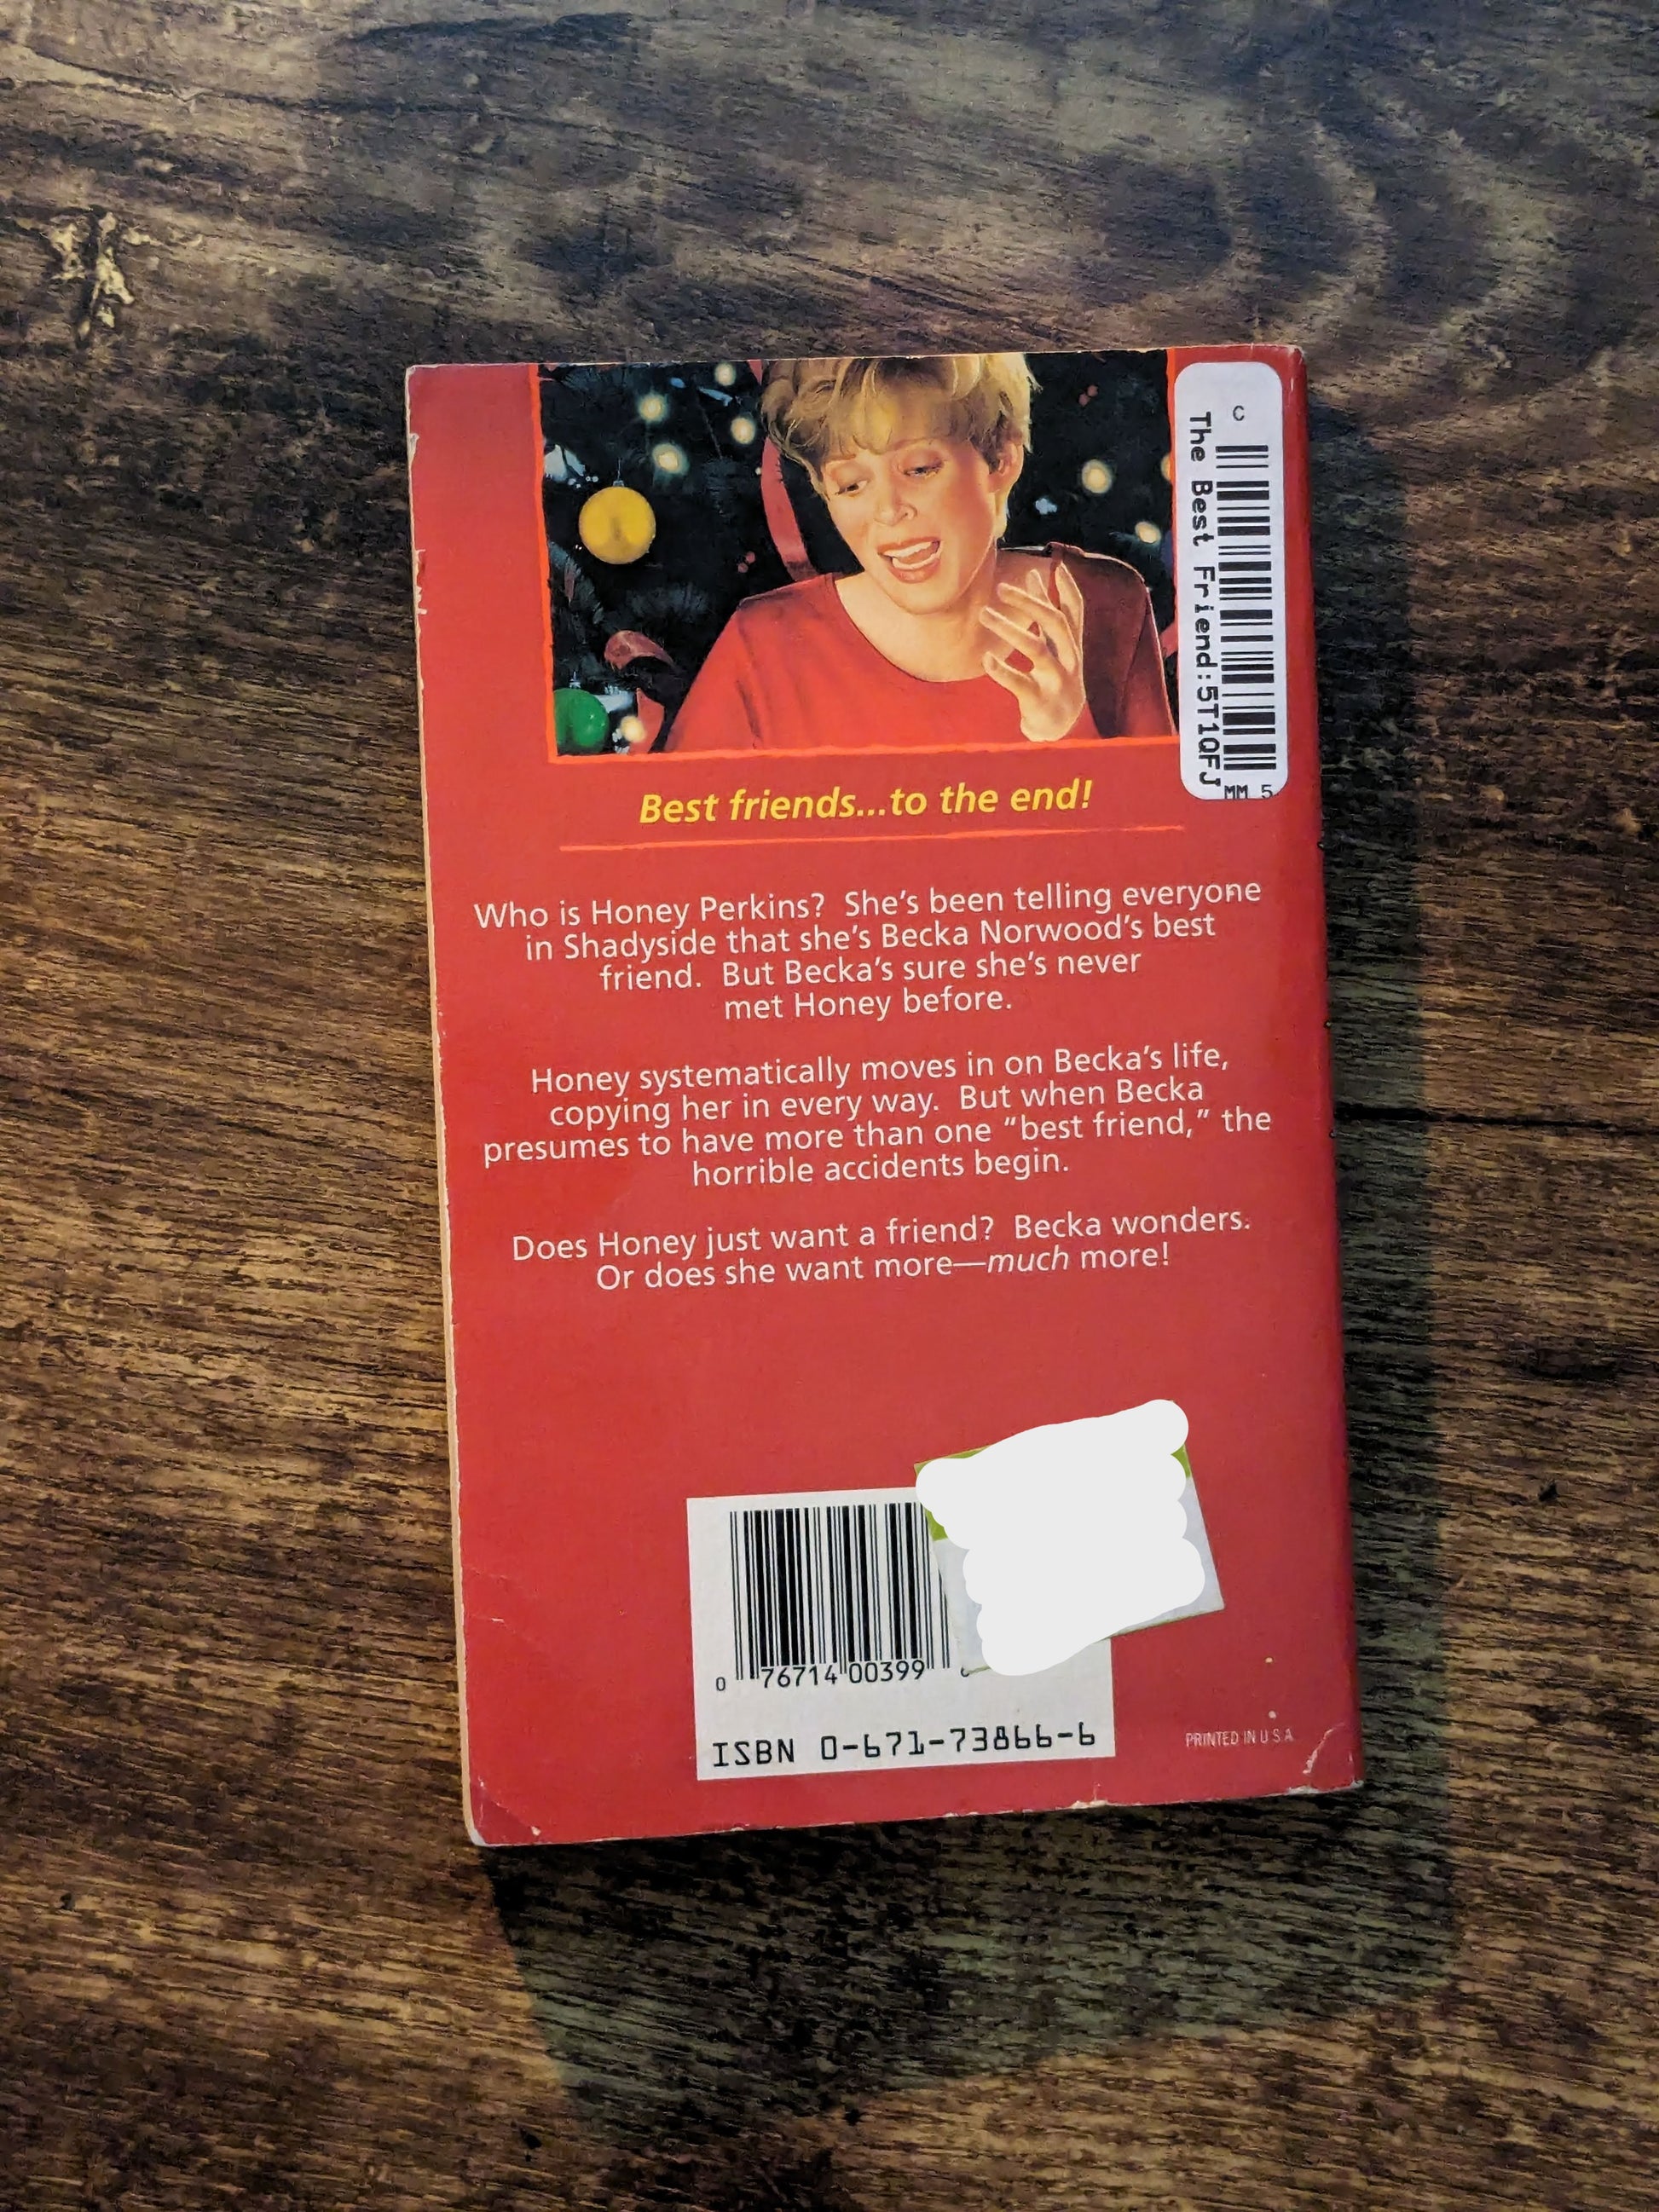 C
The Best Friend:5T1QFJ
MM 5
Best friends...to the end!
Who is Honey Perkins? She's been telling everyone
in Shadyside that she's Becka Norwood's best
friend. But Becka's sure she's never
met Honey before.
Honey systematically moves in on Becka's life,
copying her in every way. But when Becka
presumes to have more than one “best friend,” the
horrible accidents begin.
Does Honey just want a friend? Becka wonders.
Or does she want more—much more!
0 76714 00399
ISBN 0-671-73866-6
PRINTED IN U S A